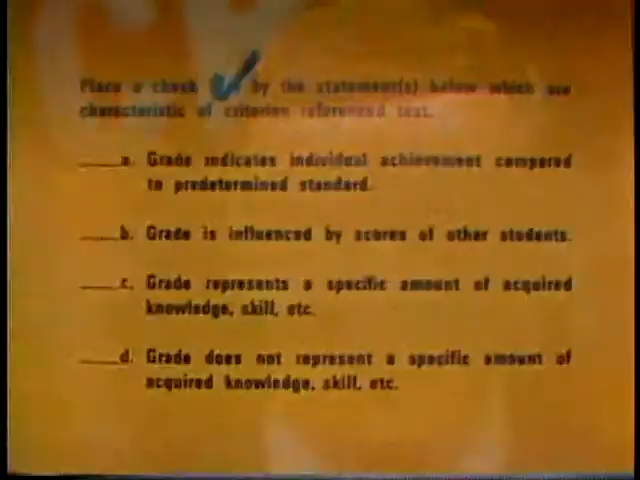 Place a check ✓ by the statement(s) below which are
characteristic of criterion referenced test.
____a. Grade indicates individual achievement compared
to predetermined standard.
____b. Grade is influenced by scores of other students.
____c. Grade represents a specific amount of acquired
knowledge, skill, etc.
____d. Grade does not represent a specific amount of
acquired knowledge, skill, etc.